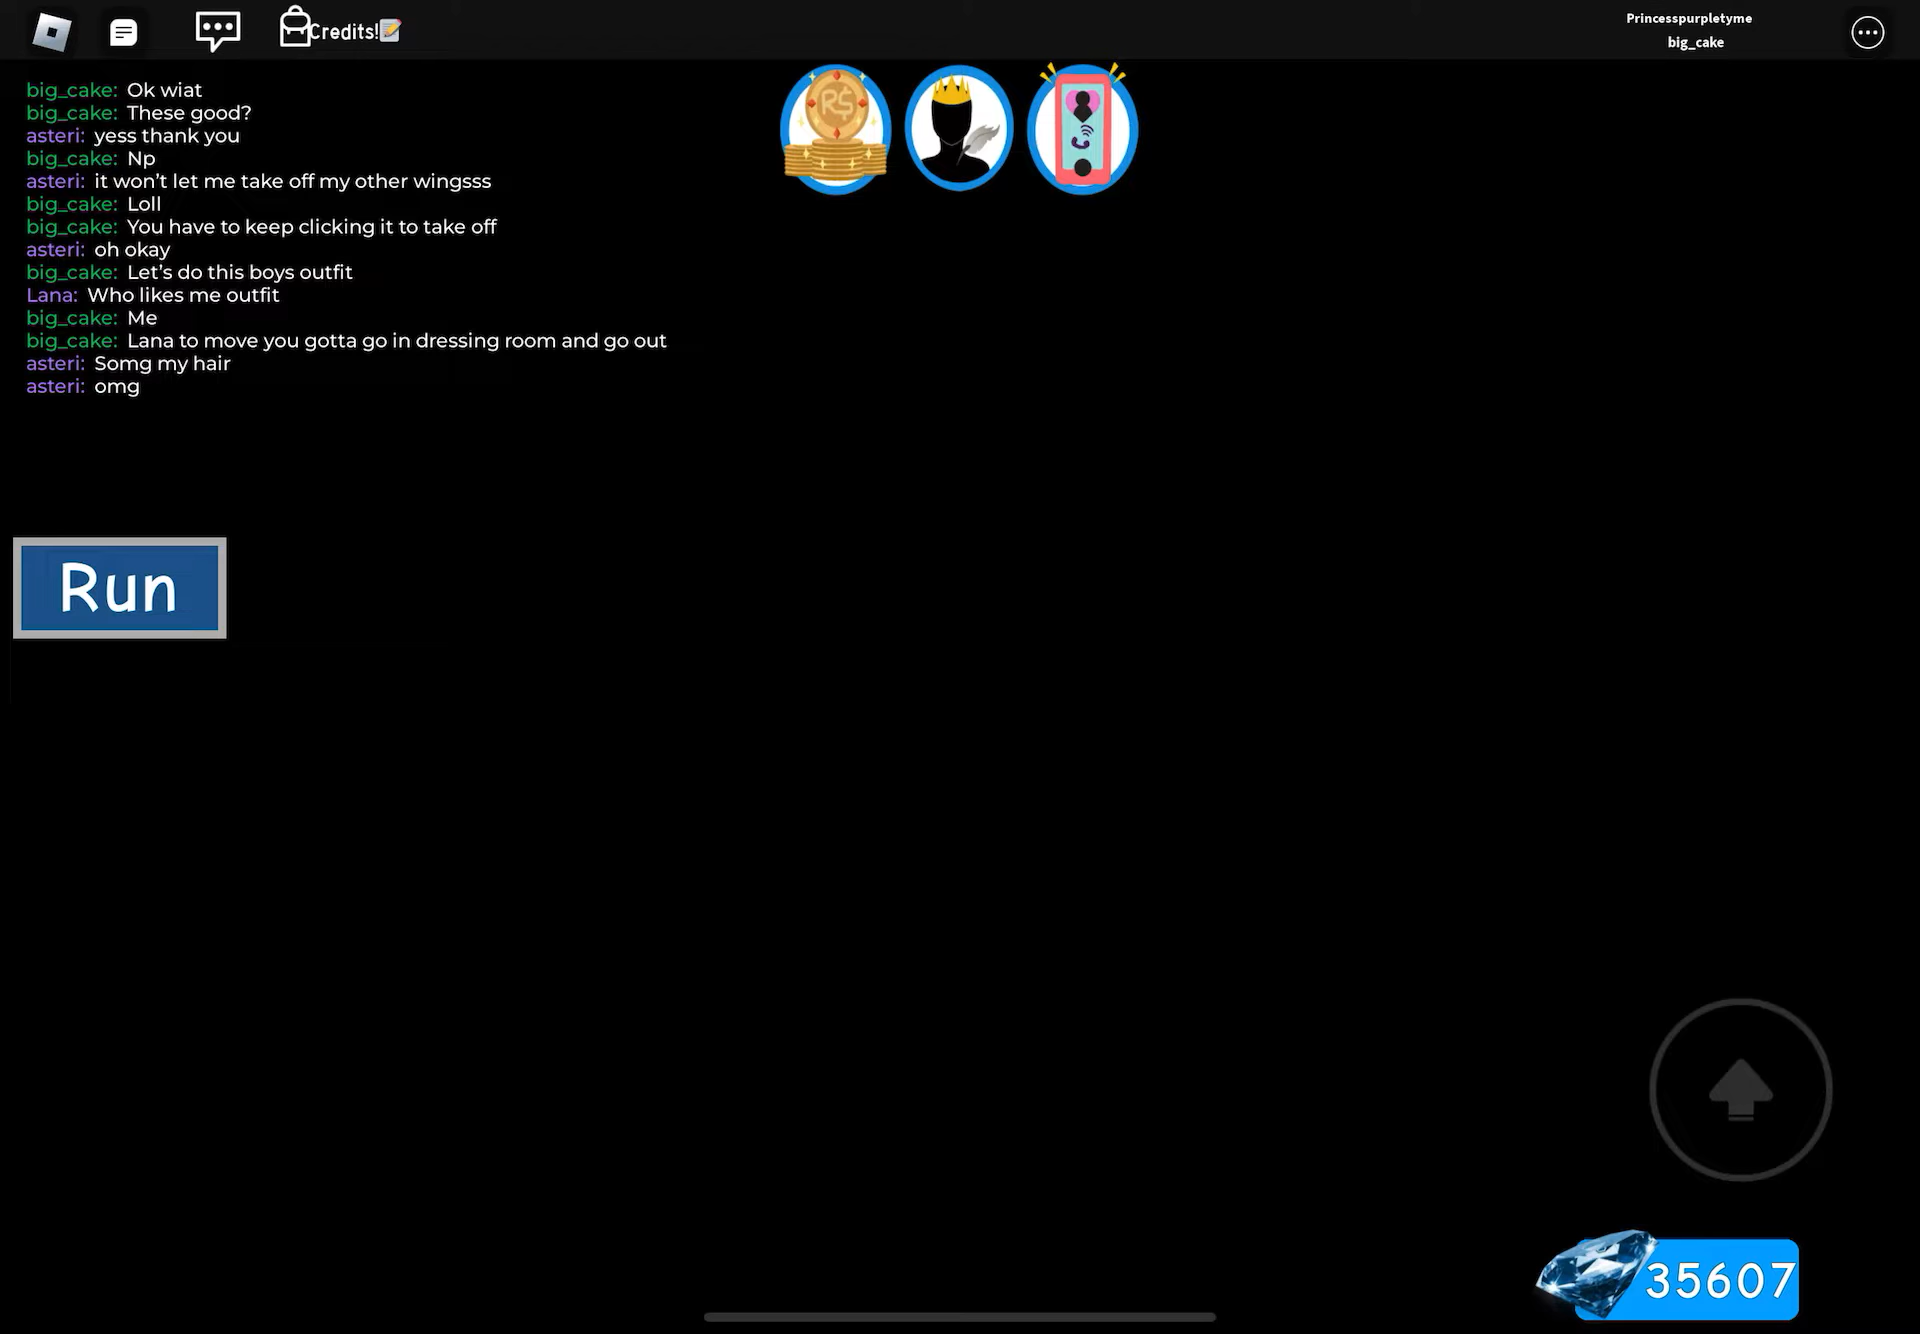 Credits!📝
Princesspurpletyme
big_cake
R$
big_cake: Ok wiat
big_cake: These good?
asteri: yess thank you
big_cake: Np
asteri: it won’t let me take off my other wingsss
big_cake: Loll
big_cake: You have to keep clicking it to take off
asteri: oh okay
big_cake: Let’s do this boys outfit
Lana: Who likes me outfit
big_cake: Me
big_cake: Lana to move you gotta go in dressing room and go out
asteri: Somg my hair
asteri: omg
Run
35607